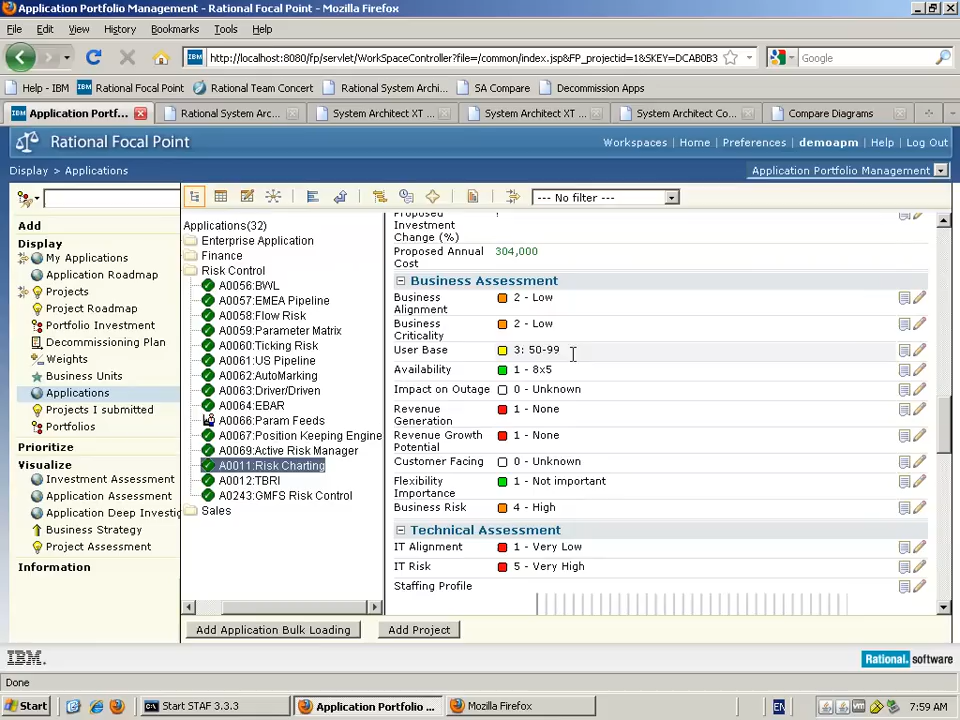 Application Portfolio Management - Rational Focal Point - Mozilla Firefox
File Edit View History Bookmarks Tools Help
http://localhost:8080/fp/servlet/WorkSpaceController?file=/common/index.jsp&FP_projectid=1&SKEY=DCAB0B3
Google
Help - IBM Rational Focal Point Rational Team Concert Rational System Archi... SA Compare Decommission Apps
Application Portf... Rational System Arc... System Architect XT ... System Architect XT ... System Architect Co... Compare Diagrams
Rational Focal Point
Workspaces | Home | Preferences | demoapm | Help | Log Out
Display > Applications
Application Portfolio Management
--- No filter ---
Add
Display
My Applications
Application Roadmap
Projects
Project Roadmap
Portfolio Investment
Decommissioning Plan
Weights
Business Units
Applications
Projects I submitted
Portfolios
Prioritize
Visualize
Investment Assessment
Application Assessment
Application Deep Investig
Business Strategy
Project Assessment
Information
Applications(32)
Enterprise Application
Finance
Risk Control
A0056:BWL
A0057:EMEA Pipeline
A0058:Flow Risk
A0059:Parameter Matrix
A0060:Ticking Risk
A0061:US Pipeline
A0062:AutoMarking
A0063:Driver/Driven
A0064:EBAR
A0066:Param Feeds
A0067:Position Keeping Engine
A0069:Active Risk Manager
A0011:Risk Charting
A0012:TBRI
A0243:GMFS Risk Control
Sales
Proposed
Investment
Change (%)
Proposed Annual 304,000
Cost
Business Assessment
Business 2 - Low
Alignment
Business 2 - Low
Criticality
User Base 3: 50-99
Availability 1 - 8x5
Impact on Outage 0 - Unknown
Revenue 1 - None
Generation
Revenue Growth 1 - None
Potential
Customer Facing 0 - Unknown
Flexibility 1 - Not important
Importance
Business Risk 4 - High
Technical Assessment
IT Alignment 1 - Very Low
IT Risk 5 - Very High
Staffing Profile
Add Application Bulk Loading Add Project
IBM.
Rational. software
Done
Start Start STAF 3.3.3 Application Portfolio ... Mozilla Firefox EN 7:59 AM